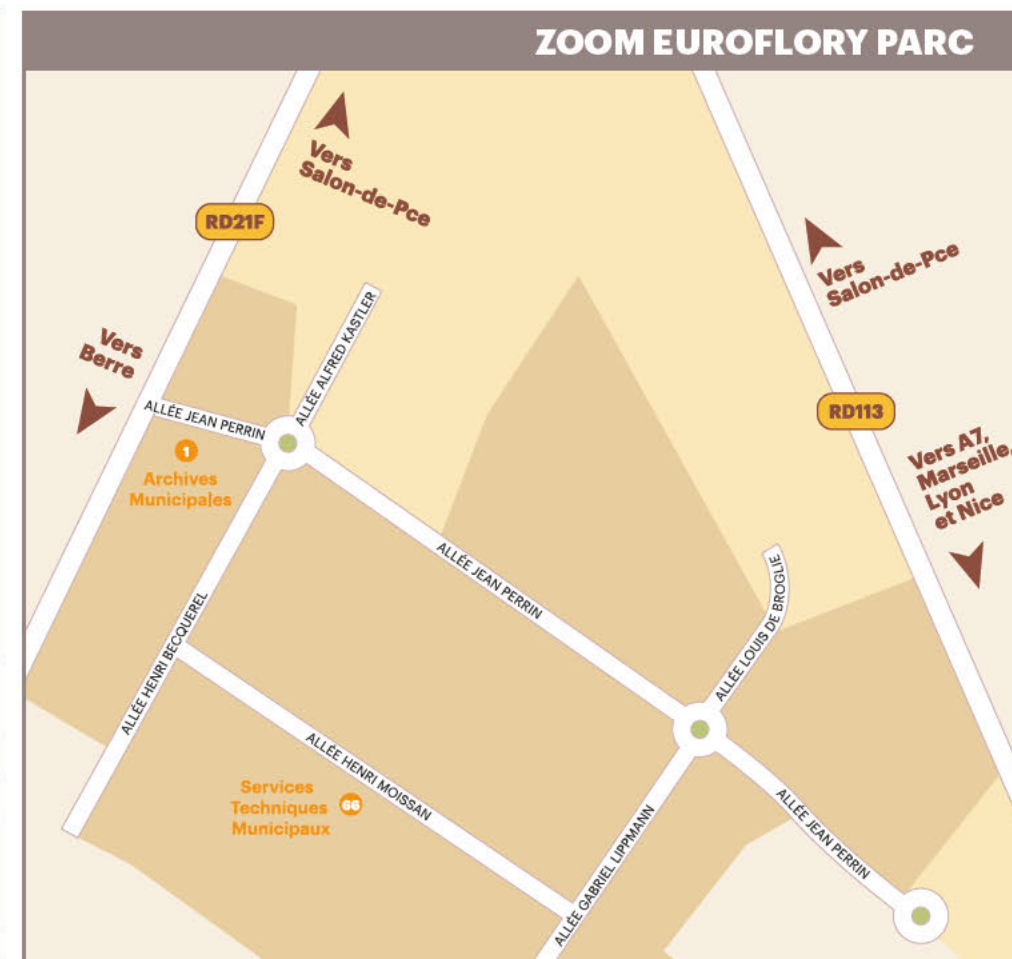 ZOOM EUROFLORY PARC
Vers
Salon-de-Pce
RD21F
Vers
Salon-de-Pce
ALLÉE ALFRED KASTLER
Vers
Berre
RD113
ALLÉE JEAN PERRIN
1
Archives
Municipales
Vers A7,
Marseille,
Lyon
et Nice
ALLÉE JEAN PERRIN
ALLÉE LOUIS DE BROGLIE
ALLÉE HENRI BECQUEREL
ALLÉE HENRI MOISSAN
Services
Techniques
Municipaux
66
ALLÉE JEAN PERRIN
ALLÉE GABRIEL LIPPMANN